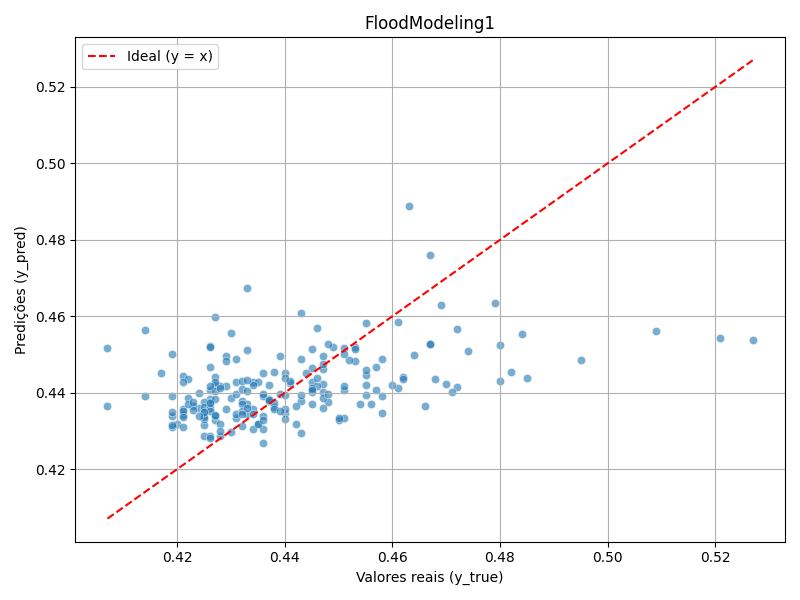 FloodModeling1
Ideal (y = x)
Predições (y_pred)
0.52
0.50
0.48
0.46
0.44
0.42
0.42 0.44 0.46 0.48 0.50 0.52
Valores reais (y_true)